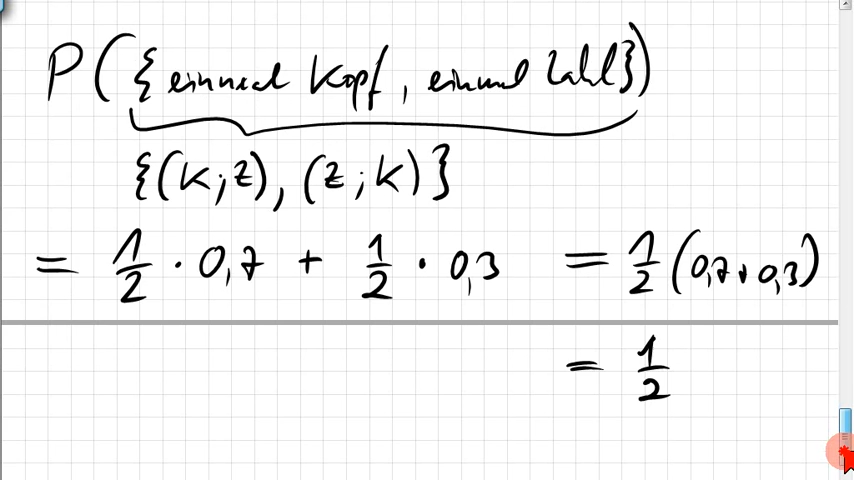 P({einmal Kopf, einmal Zahl})
{(K;Z), (Z;K)}
= 1/2 · 0,7 + 1/2 · 0,3 = 1/2 (0,7+0,3)
= 1/2